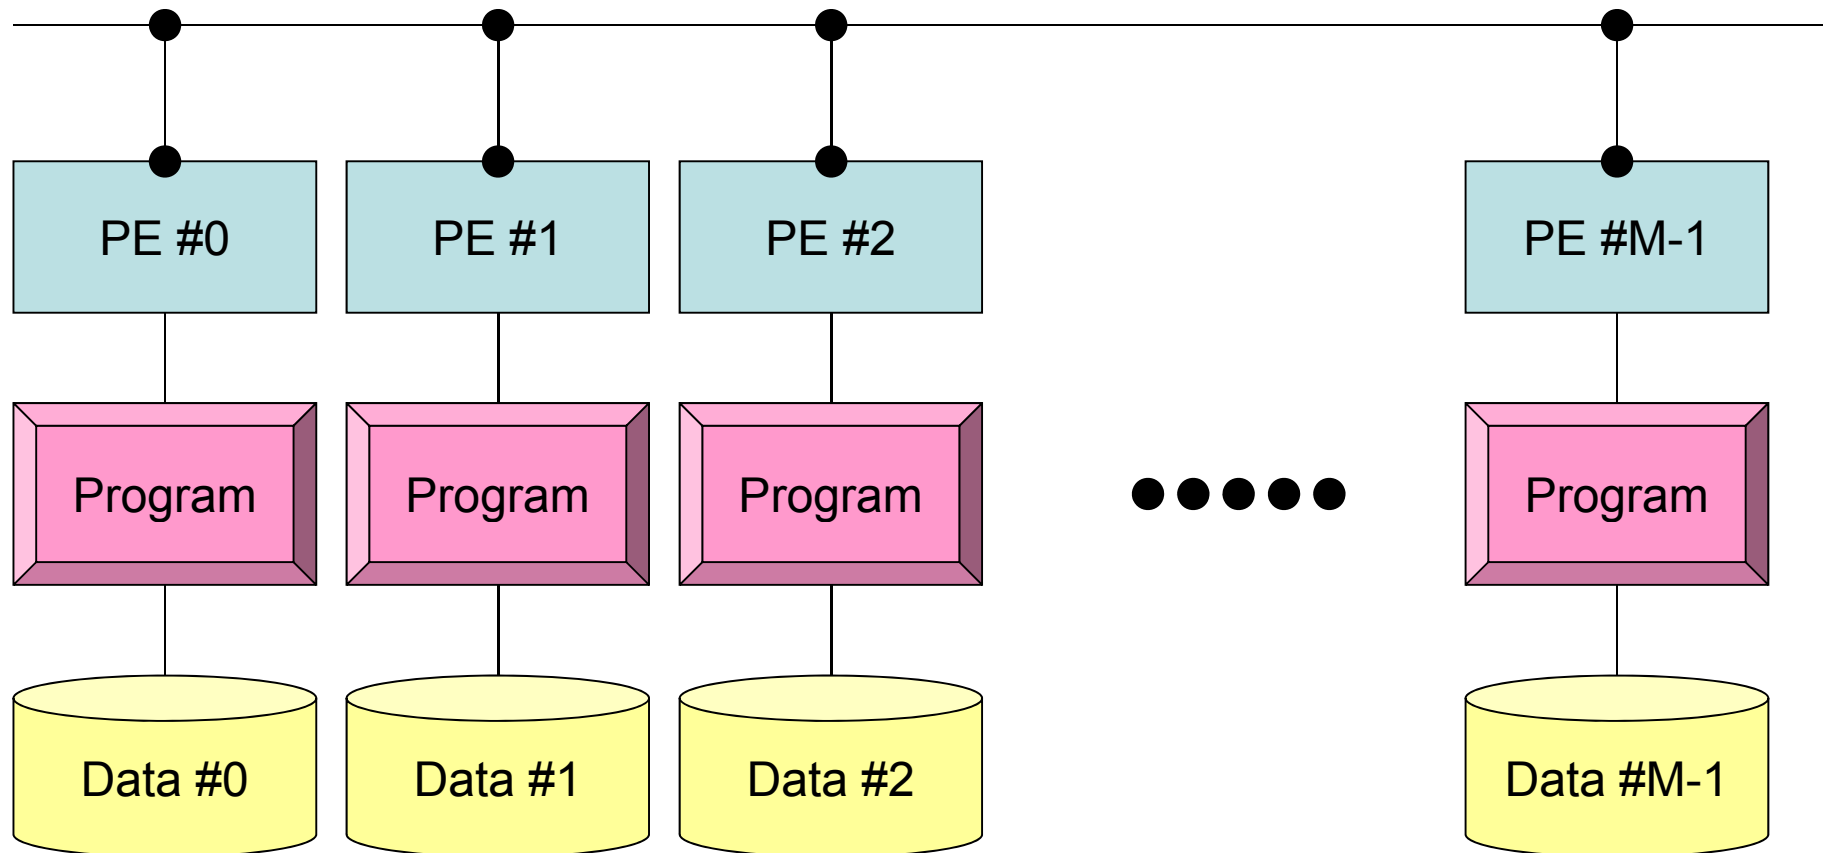 PE #0
PE #1
PE #2
PE #M-1
Program
Program
Program
Program
Data #0
Data #1
Data #2
Data #M-1